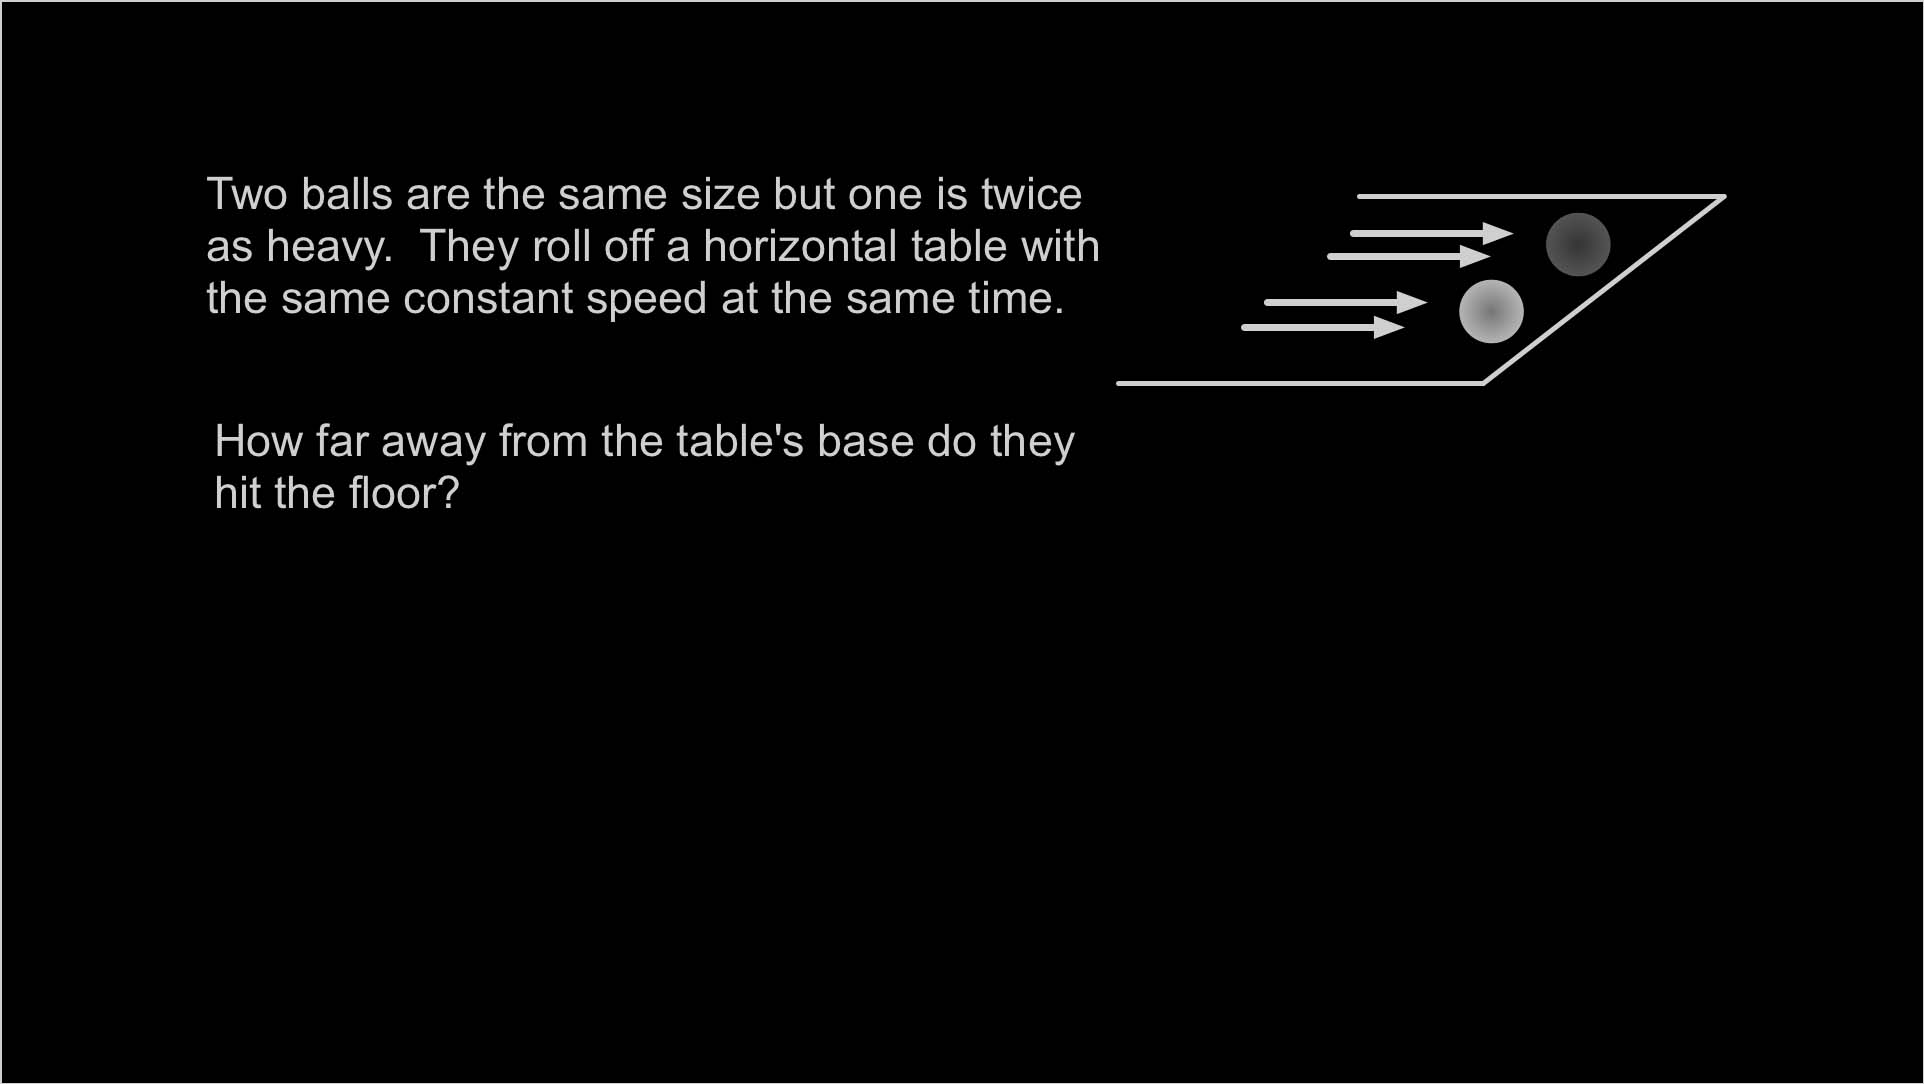 Two balls are the same size but one is twice
as heavy.  They roll off a horizontal table with
the same constant speed at the same time.
How far away from the table's base do they
hit the floor?